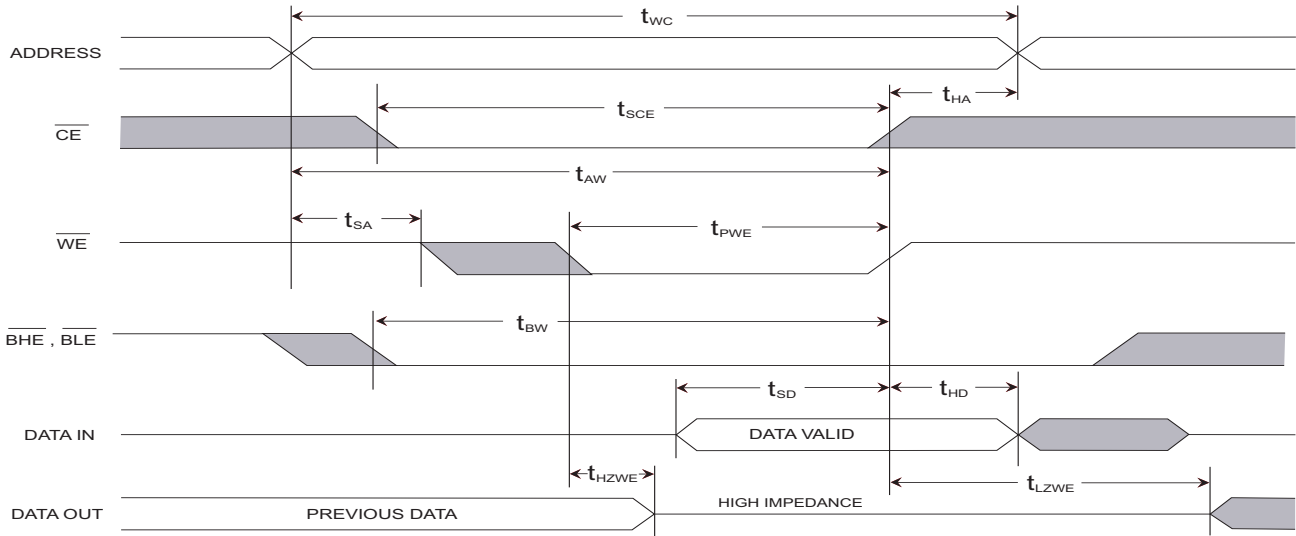 tWC
ADDRESS
tHA
tSCE
CE
tAW
tSA
tPWE
WE
tBW
BHE , BLE
tSD
tHD
DATA IN
DATA VALID
tHZWE
tLZWE
HIGH IMPEDANCE
DATA OUT
PREVIOUS DATA